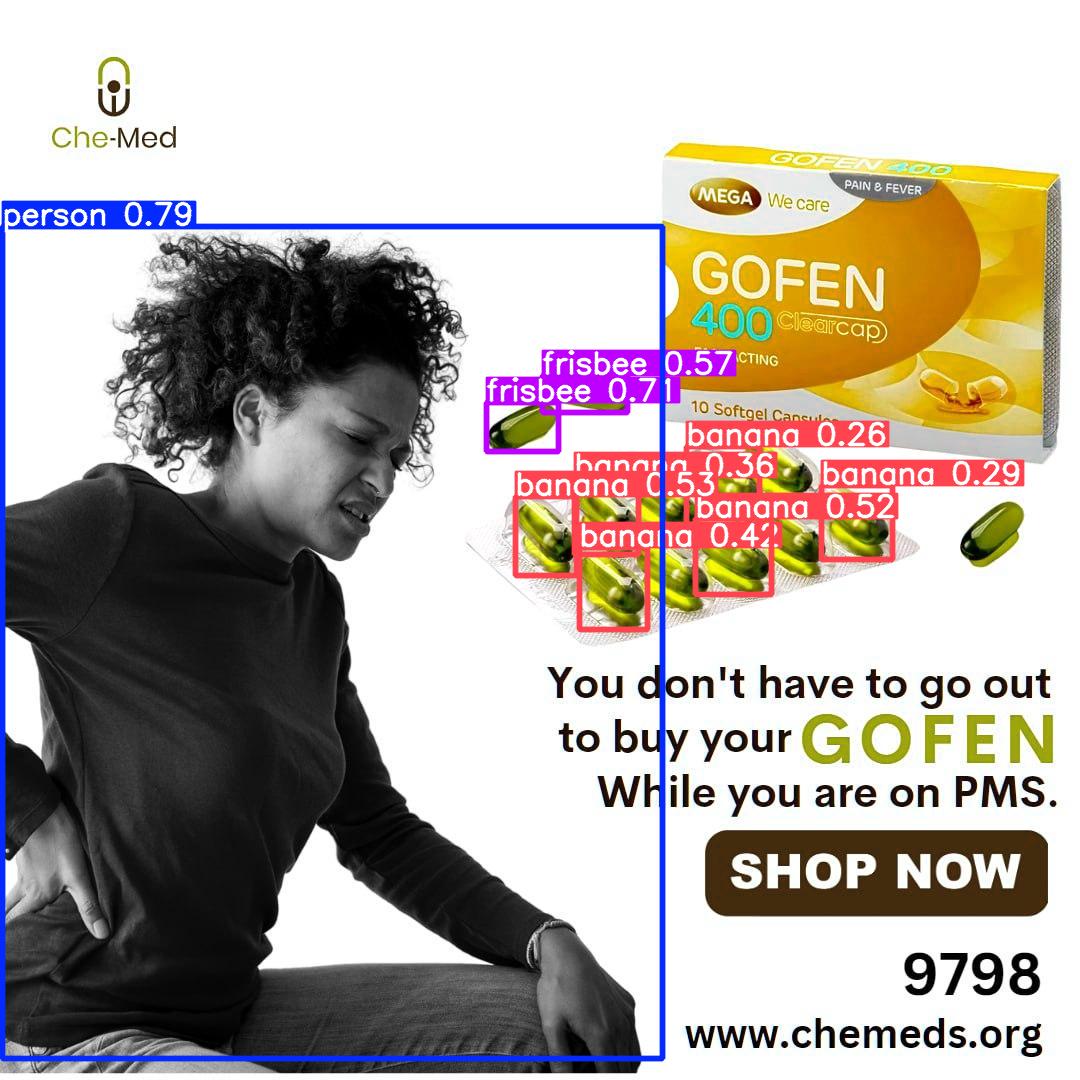 Che-Med
person 0.79
GOFEN 400
PAIN & FEVER
MEGA We care
GOFEN
400 Clearcap
ACTING
10 Softgel Capsules
frisbee 0.57
frisbee 0.71
banana 0.26
banana 0.36
banana 0.29
banana 0.53
banana 0.52
banana 0.42
You don't have to go out
to buy your GOFEN
While you are on PMS.
SHOP NOW
9798
www.chemeds.org